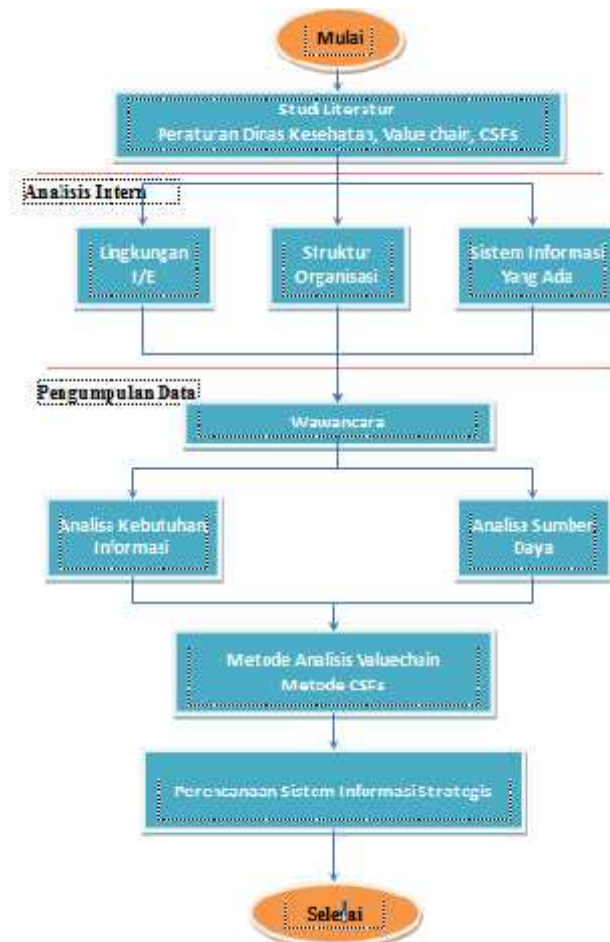 Mulai
Studi Literatur
Peraturan Dinas Kesehatan, Value chain, CSFs
Analisis Intern
Lingkungan
I/E
Struktur
Organisasi
Sistem Informasi
Yang Ada
Pengumpulan Data
Wawancara
Analisa Kebutuhan
Informasi
Analisa Sumber
Daya
Metode Analisis Valuechain
Metode CSFs
Perencanaan Sistem Informasi Strategis
Selesai